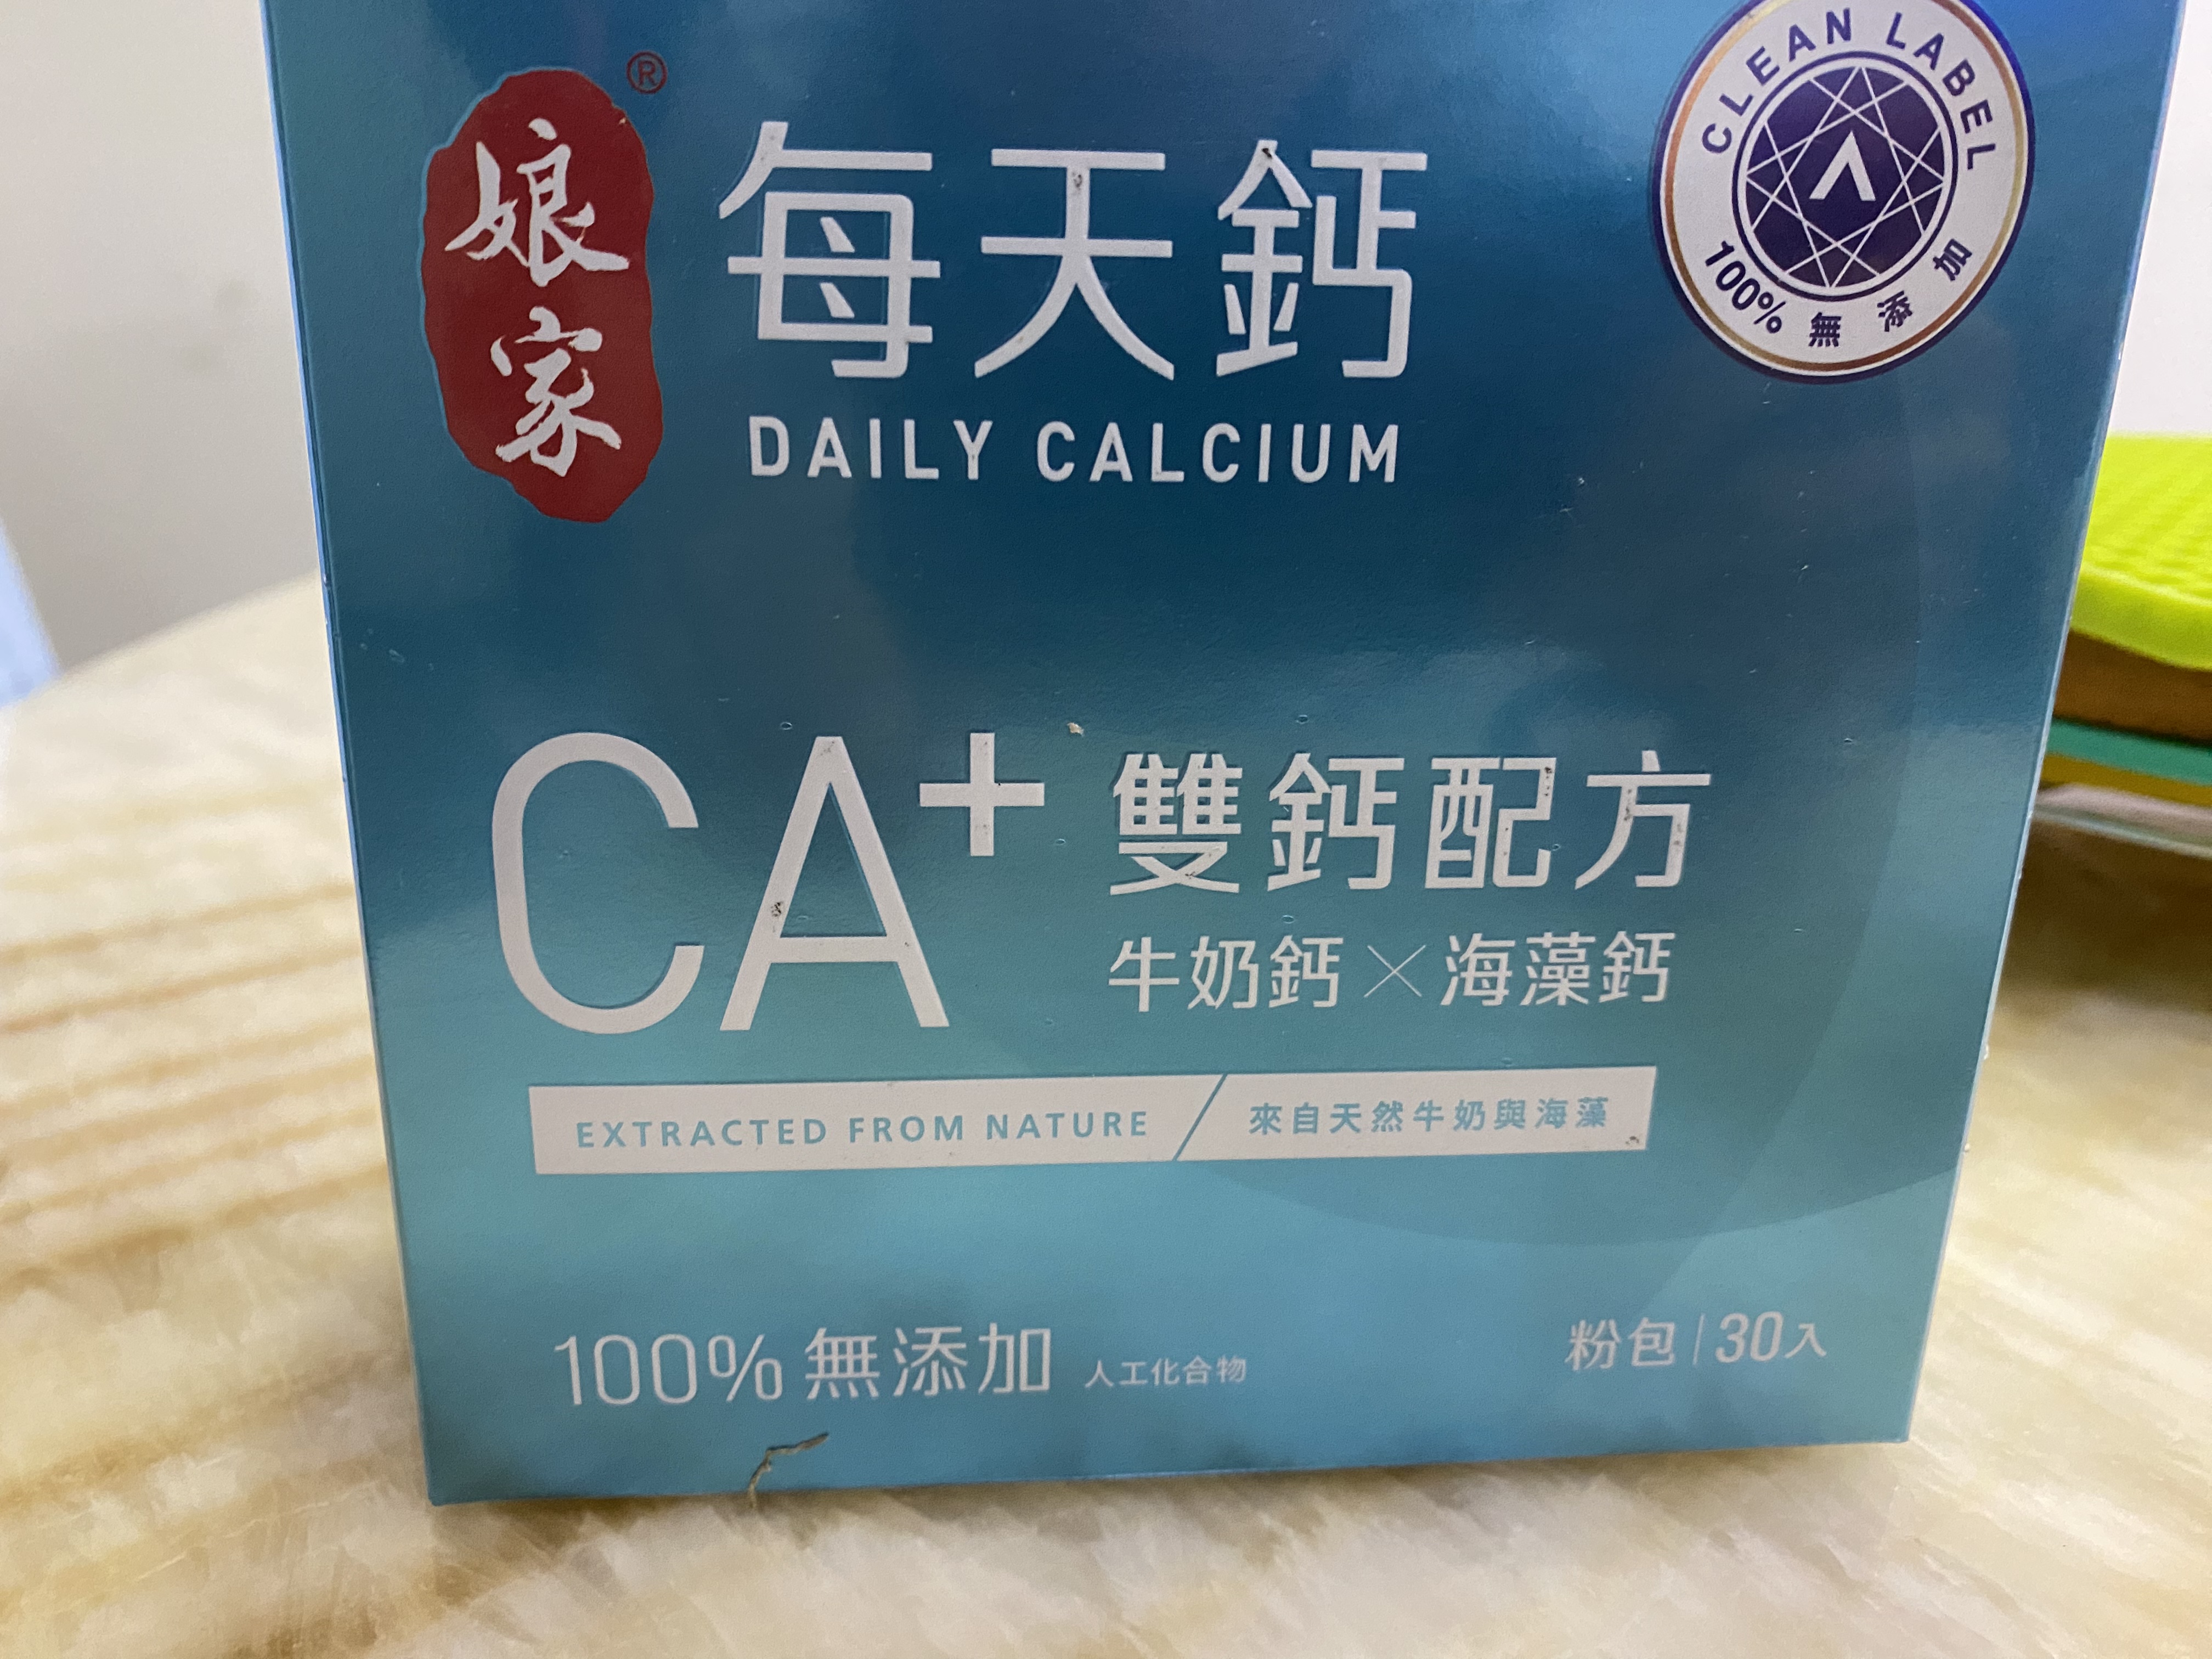 娘家
®
每天鈣
DAILY CALCIUM
CLEAN LABEL
100% 無添加
CA+
雙鈣配方
牛奶鈣×海藻鈣
EXTRACTED FROM NATURE / 來自天然牛奶與海藻
100%無添加 人工化合物
粉包|30入